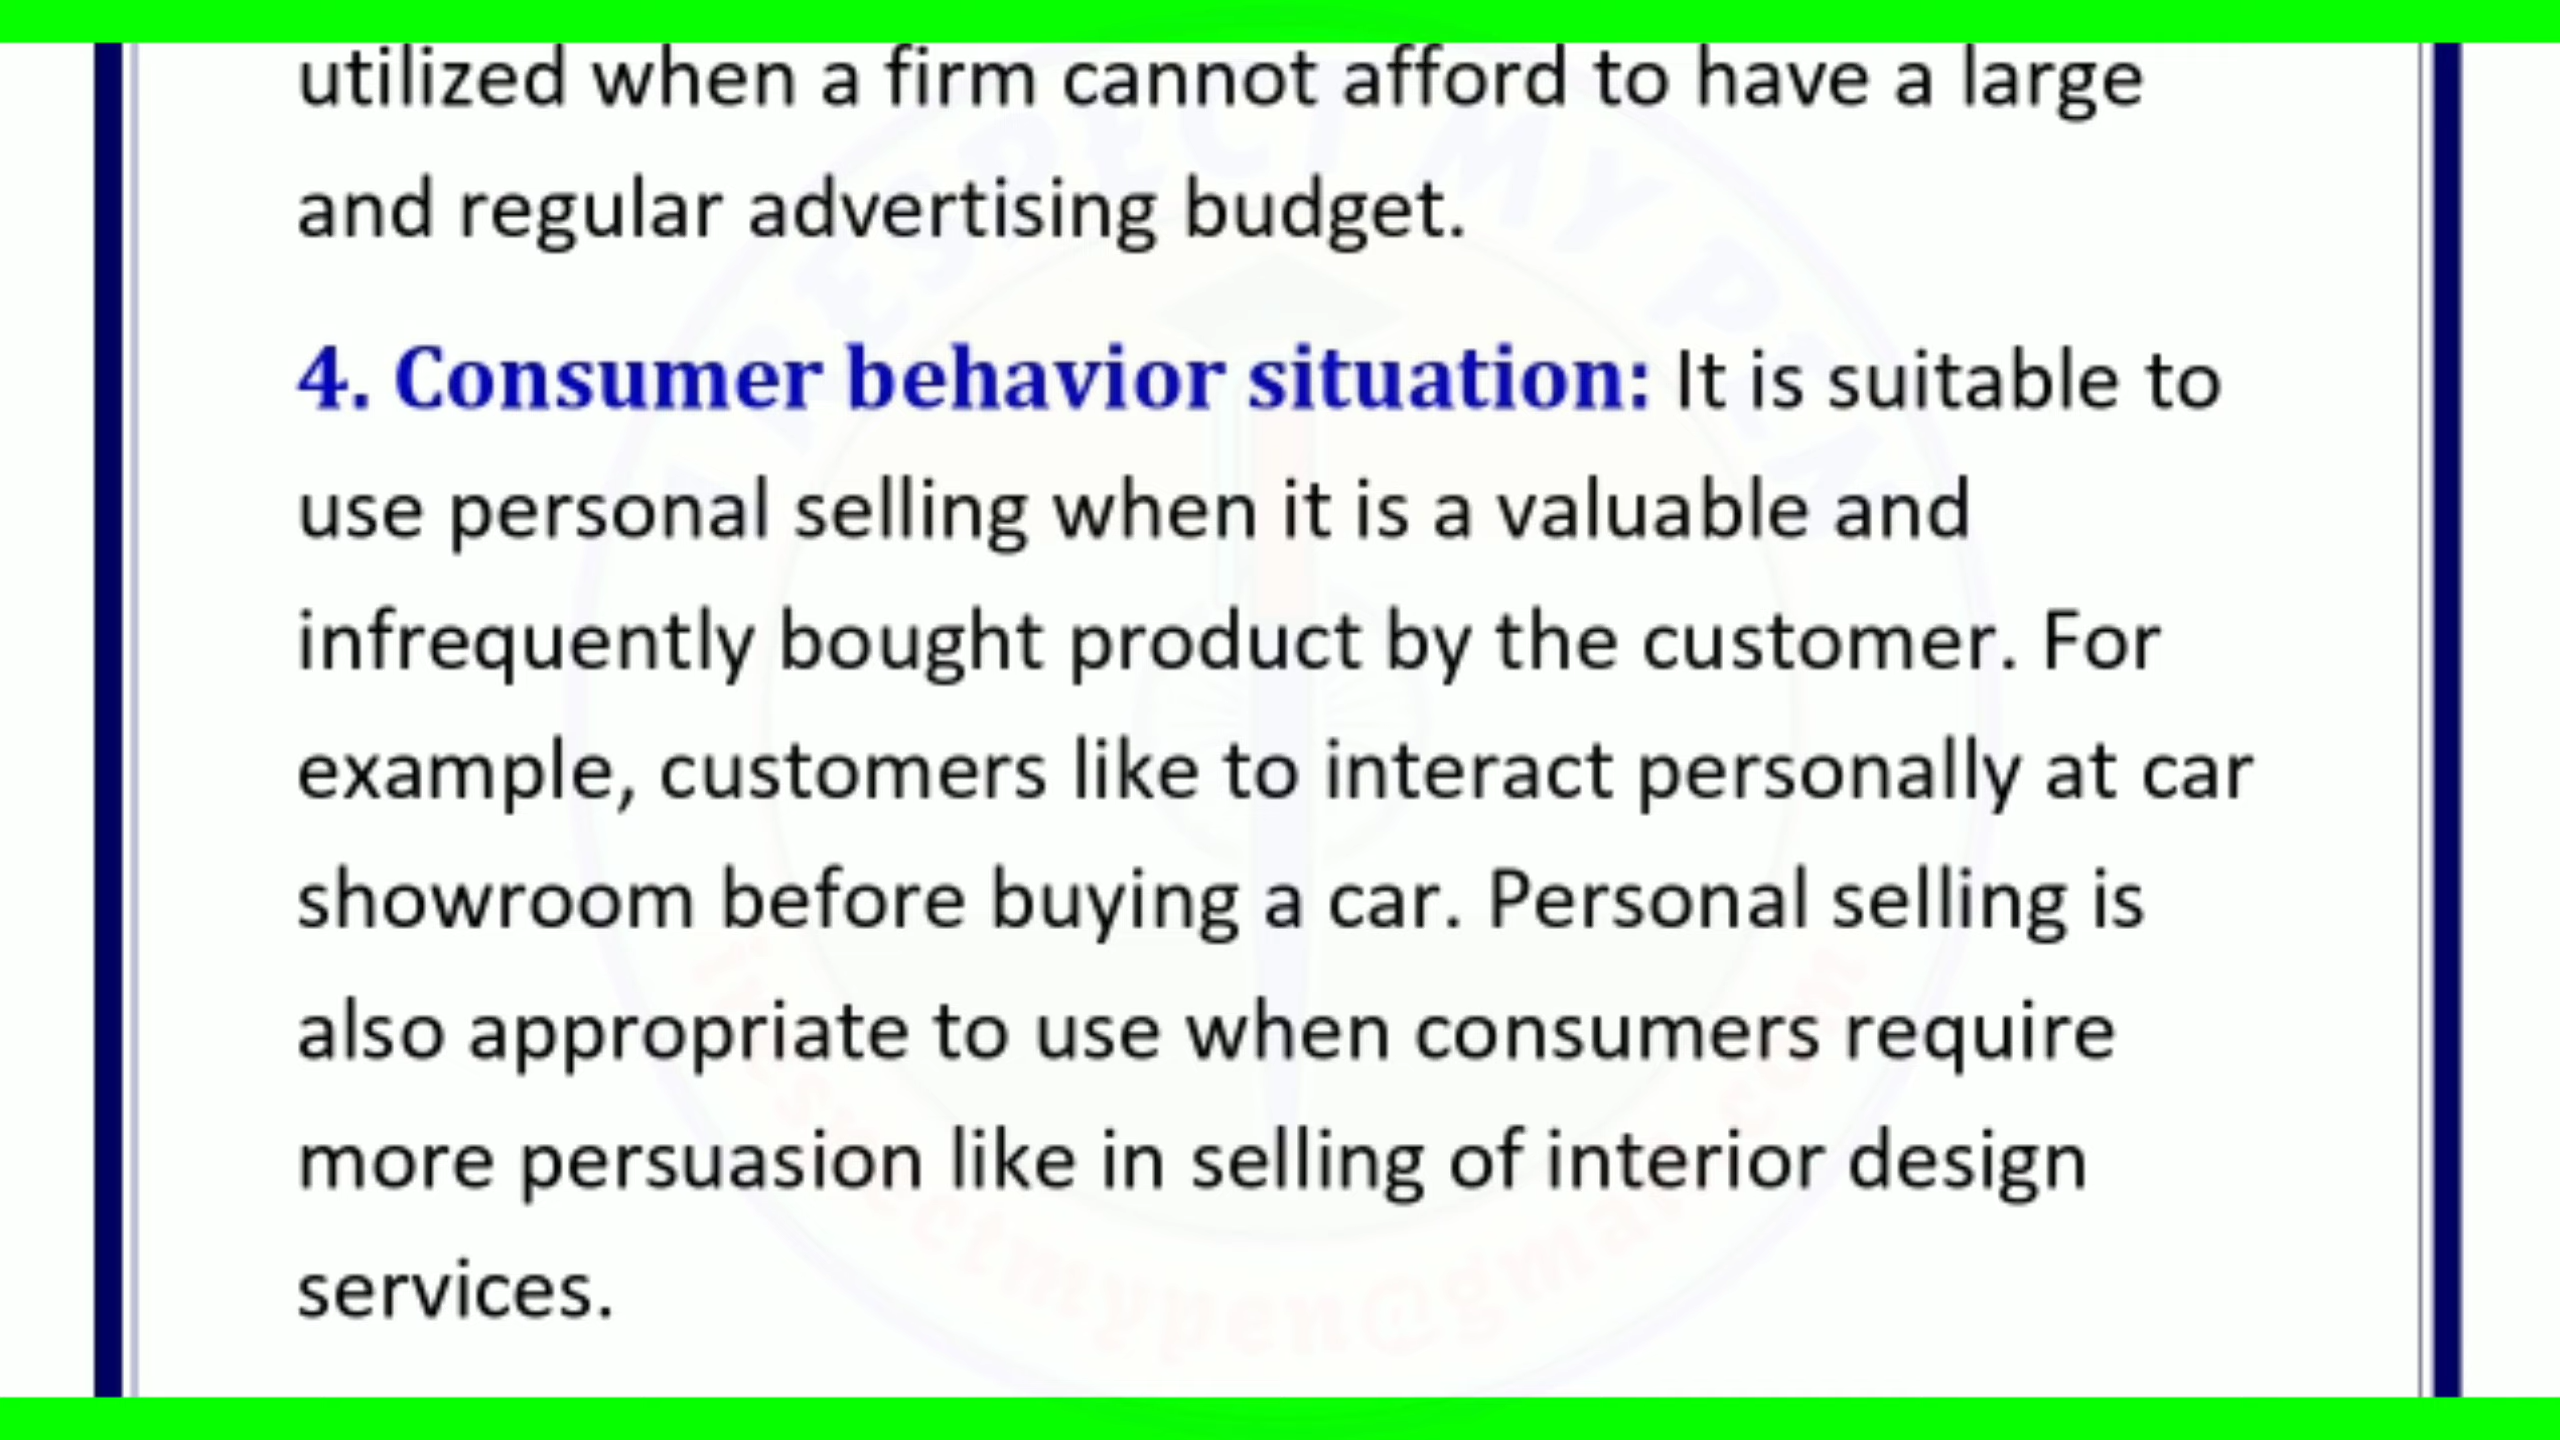 utilized when a firm cannot afford to have a large
and regular advertising budget.
4. Consumer behavior situation: It is suitable to
use personal selling when it is a valuable and
infrequently bought product by the customer. For
example, customers like to interact personally at car
showroom before buying a car. Personal selling is
also appropriate to use when consumers require
more persuasion like in selling of interior design
services.